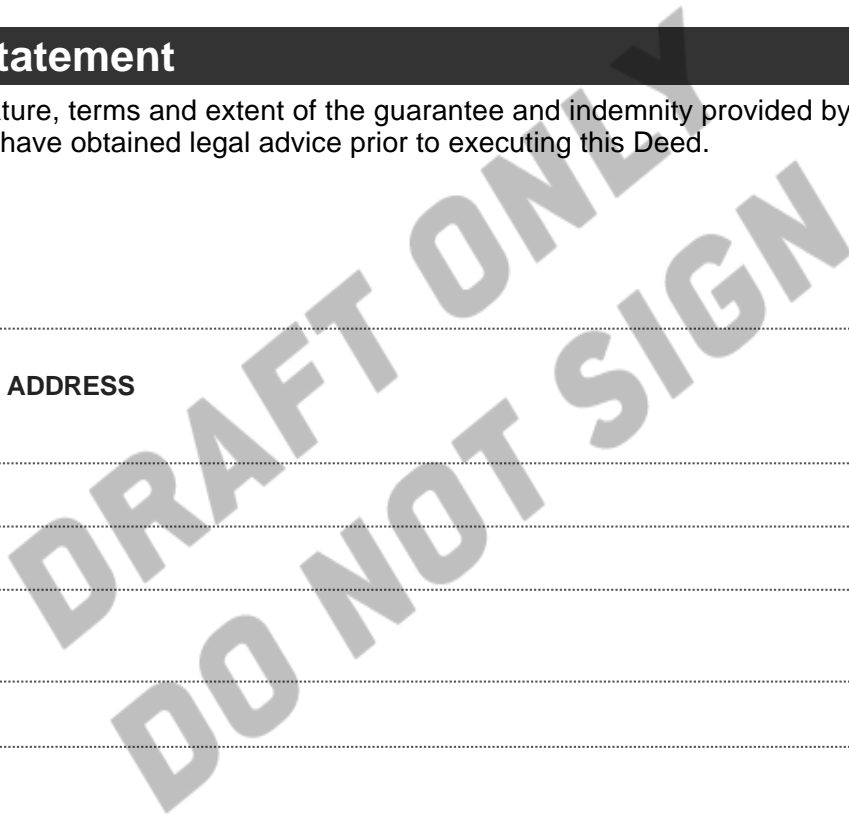 tatement
ture, terms and extent of the guarantee and indemnity provided by
have obtained legal advice prior to executing this Deed.
ADDRESS
DRAFT ONLY
DO NOT SIGN